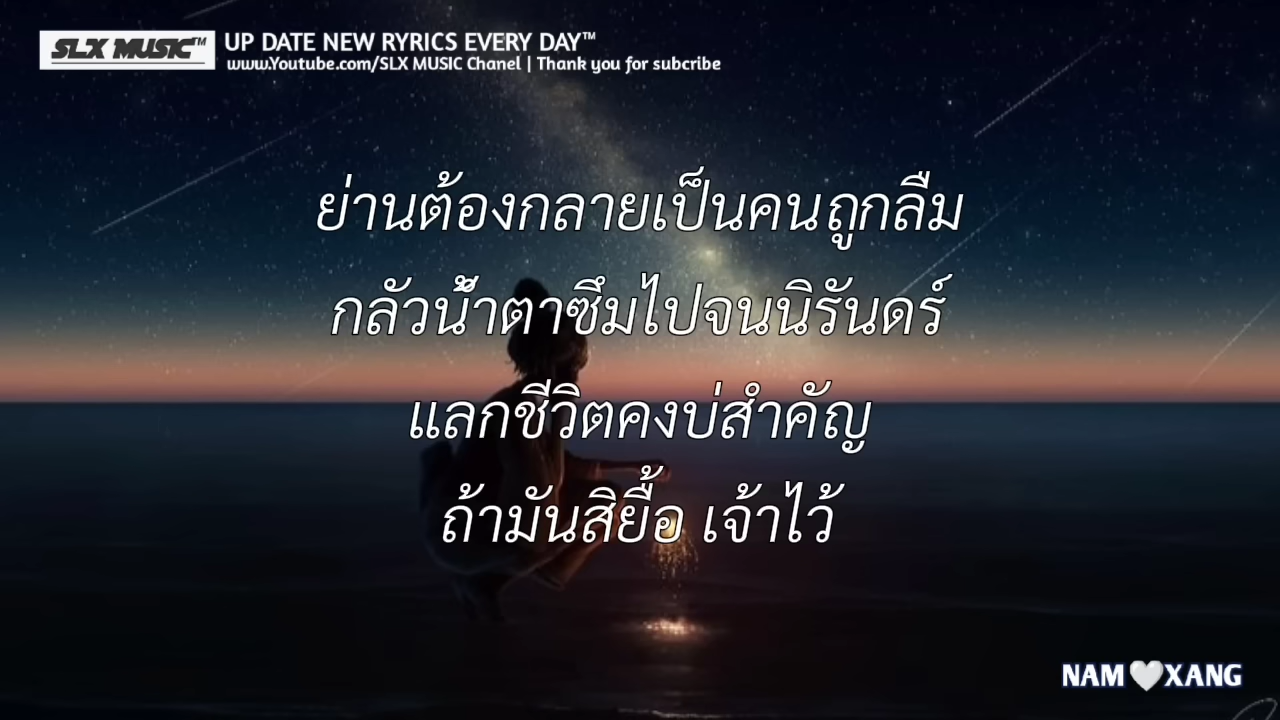 SLX MUSIC™
UP DATE NEW RYRICS EVERY DAY™
www.Youtube.com/SLX MUSIC Chanel | Thank you for subcribe
ย่านต้องกลายเป็นคนถูกลืม
กลัวน้ำตาซึมไปจนนิรันดร์
แลกชีวิตคงบ่สำคัญ
ถ้ามันสิยื้อ เจ้าไว้
NAM🤍XANG